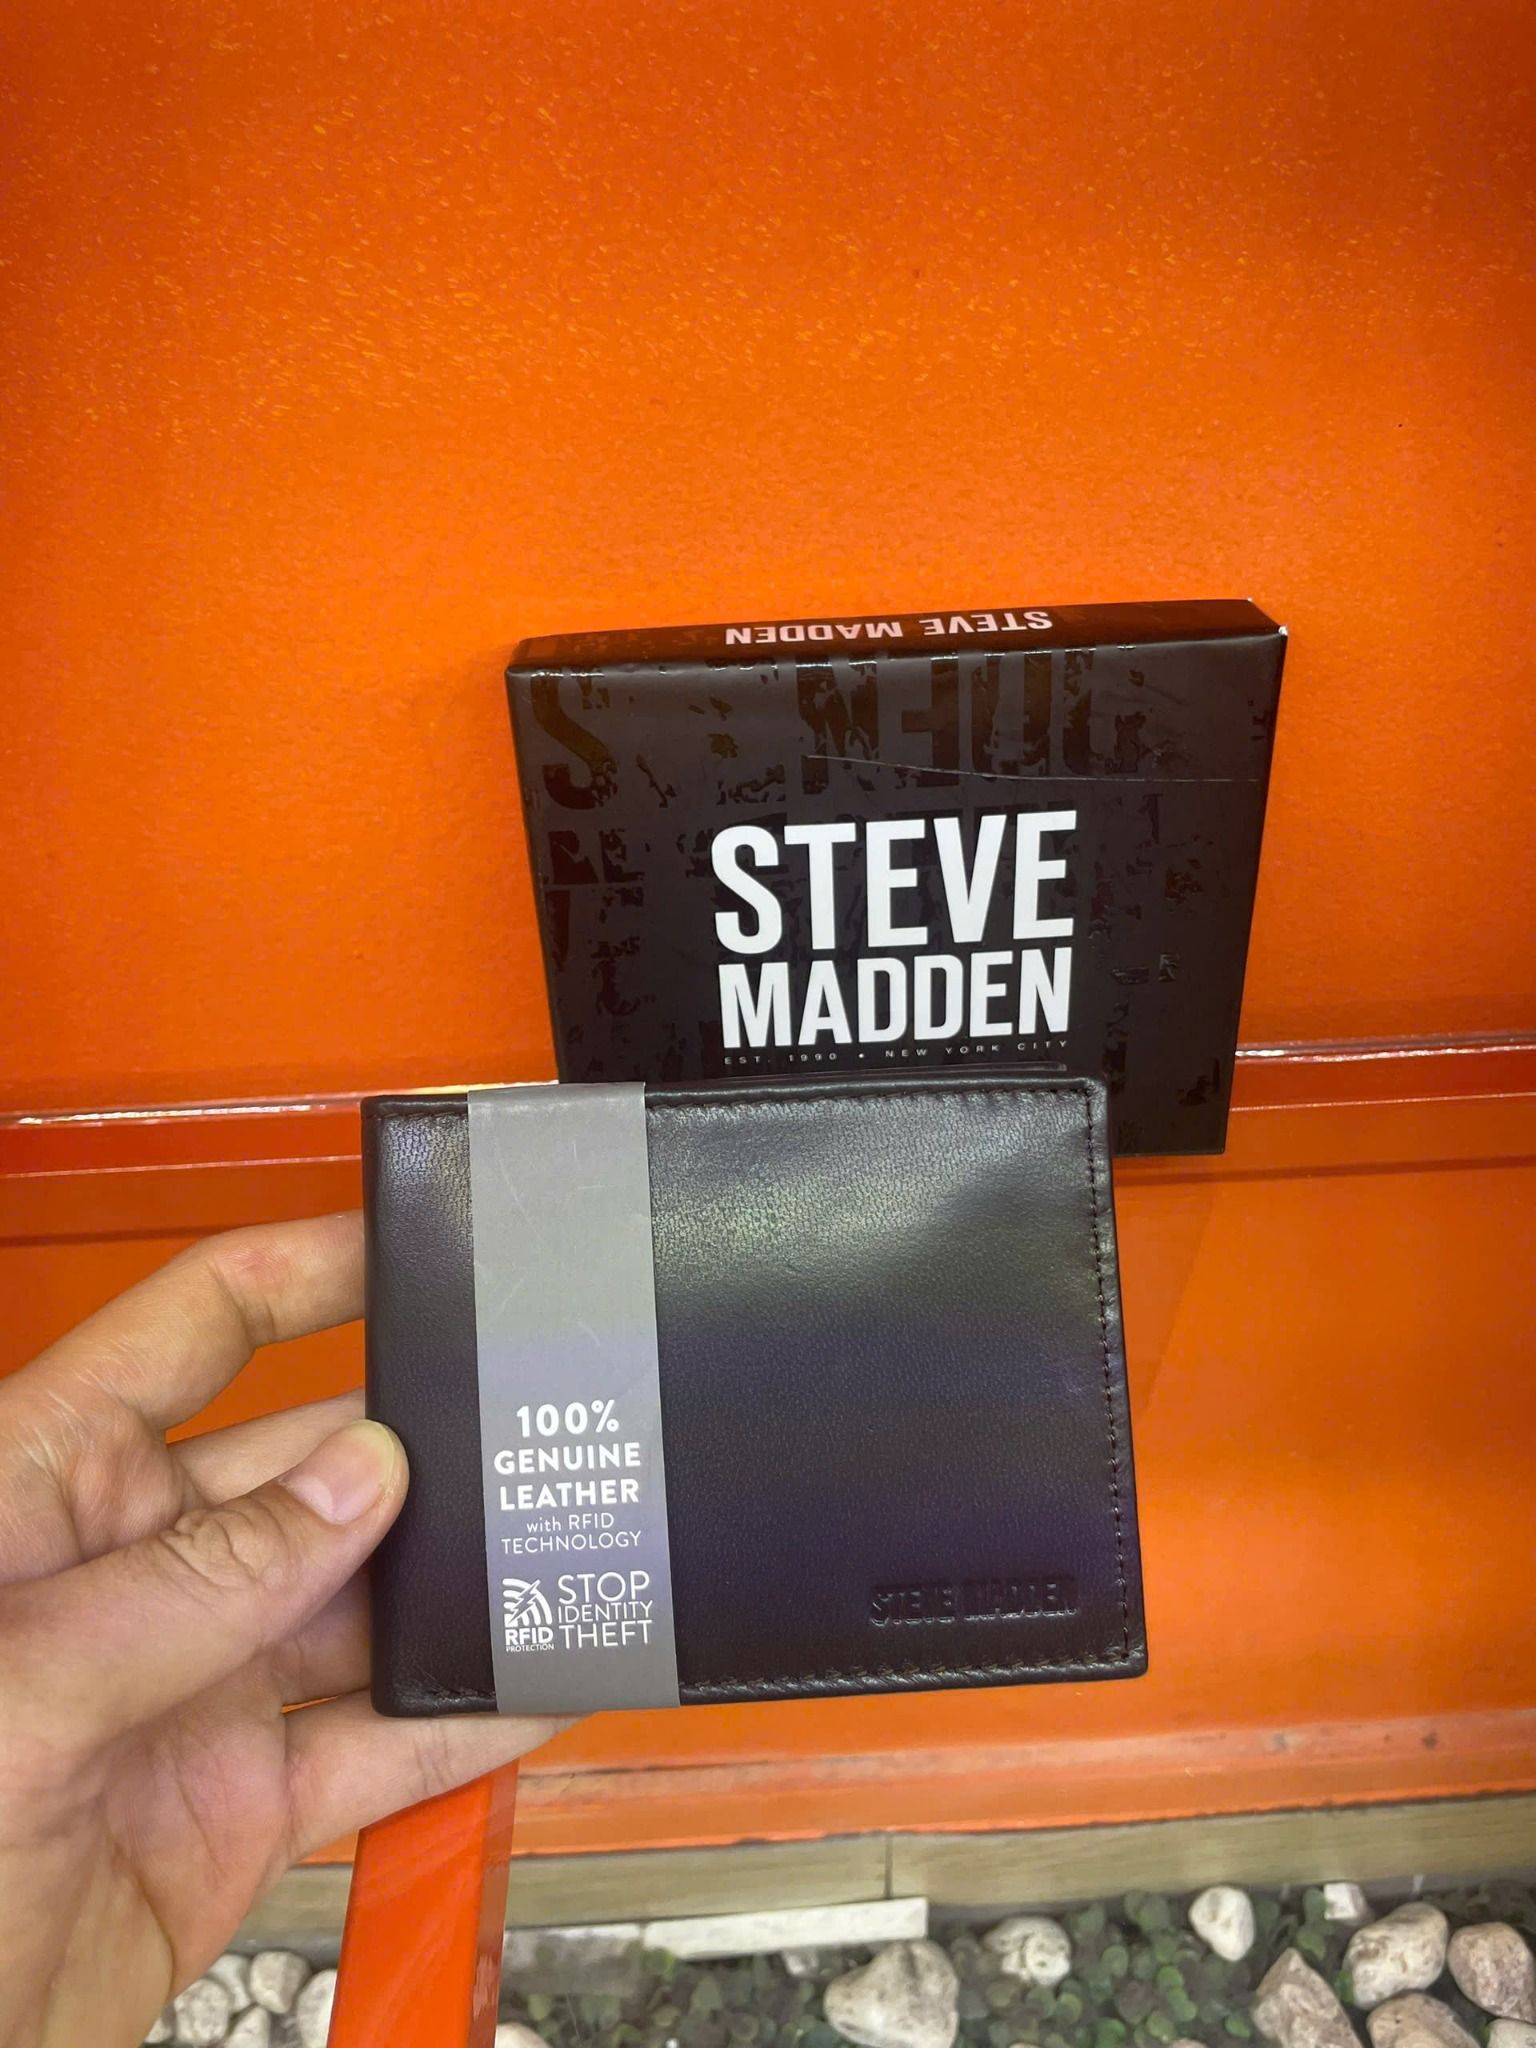 STEVE MADDEN
STEVE
MADDEN
EST. 1990 • NEW YORK CITY
100%
GENUINE
LEATHER
with RFID
TECHNOLOGY
RFID
PROTECTION
STOP
IDENTITY
THEFT
STEVE MADDEN